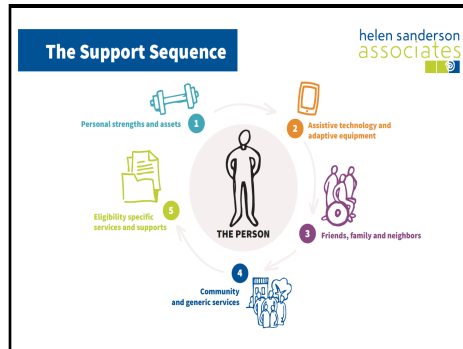 The Support Sequence
helen sanderson
associates
Personal strengths and assets
1
2
Assistive technology and
adaptive equipment
5
Eligibility specific
services and supports
THE PERSON
3
Friends, family and neighbors
4
Community
and generic services